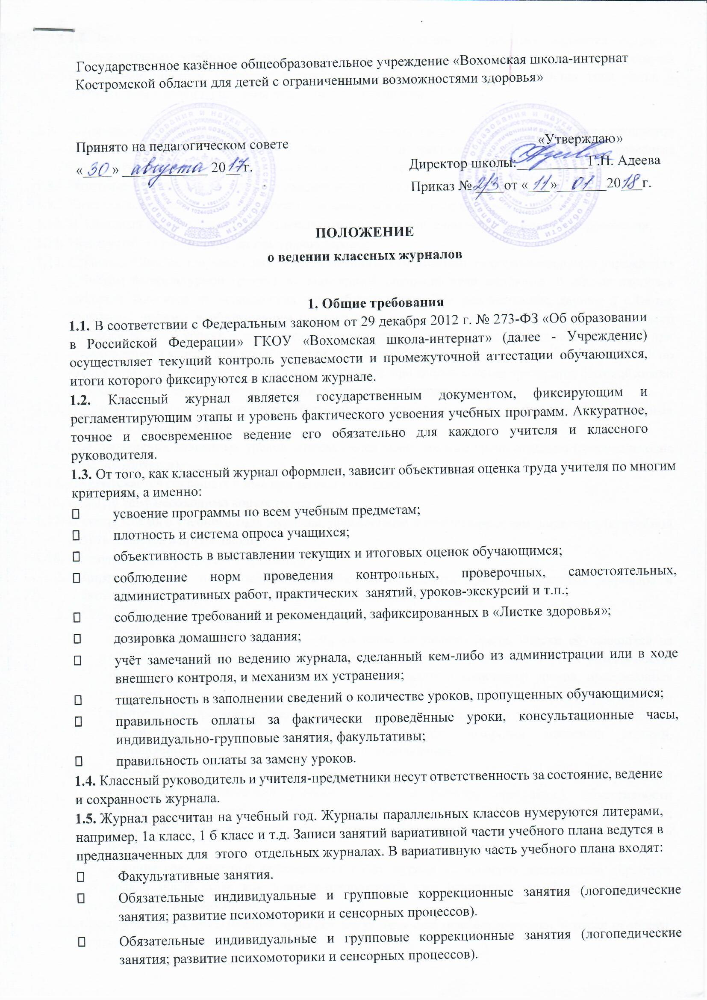 Государственное казённое общеобразовательное учреждение «Вохомская школа-интернат
Костромской области для детей с ограниченными возможностями здоровья»
Принято на педагогическом совете
«30» августа 2017г.
«Утверждаю»
Директор школы:____________Г.П. Адеева
Приказ № 2/3 от «11» 01 2018г.
ОГРН 1024402434957
ОГРН 1024402434957
ПОЛОЖЕНИЕ
о ведении классных журналов
1. Общие требования
1.1. В соответствии с Федеральным законом от 29 декабря 2012 г. № 273-ФЗ «Об образовании
в Российской Федерации» ГКОУ «Вохомская школа-интернат» (далее - Учреждение)
осуществляет текущий контроль успеваемости и промежуточной аттестации обучающихся,
итоги которого фиксируются в классном журнале.
1.2. Классный журнал является государственным документом, фиксирующим и
регламентирующим этапы и уровень фактического усвоения учебных программ. Аккуратное,
точное и своевременное ведение его обязательно для каждого учителя и классного
руководителя.
1.3. От того, как классный журнал оформлен, зависит объективная оценка труда учителя по многим
критериям, а именно:
усвоение программы по всем учебным предметам;
плотность и система опроса учащихся;
объективность в выставлении текущих и итоговых оценок обучающимся;
соблюдение норм проведения контрольных, проверочных, самостоятельных,
административных работ, практических занятий, уроков-экскурсий и т.п.;
соблюдение требований и рекомендаций, зафиксированных в «Листке здоровья»;
дозировка домашнего задания;
учёт замечаний по ведению журнала, сделанный кем-либо из администрации или в ходе
внешнего контроля, и механизм их устранения;
тщательность в заполнении сведений о количестве уроков, пропущенных обучающимися;
правильность оплаты за фактически проведённые уроки, консультационные часы,
индивидуально-групповые занятия, факультативы;
правильность оплаты за замену уроков.
1.4. Классный руководитель и учителя-предметники несут ответственность за состояние, ведение
и сохранность журнала.
1.5. Журнал рассчитан на учебный год. Журналы параллельных классов нумеруются литерами,
например, 1а класс, 1 б класс и т.д. Записи занятий вариативной части учебного плана ведутся в
предназначенных для этого отдельных журналах. В вариативную часть учебного плана входят:
Факультативные занятия.
Обязательные индивидуальные и групповые коррекционные занятия (логопедические
занятия; развитие психомоторики и сенсорных процессов).
Обязательные индивидуальные и групповые коррекционные занятия (логопедические
занятия; развитие психомоторики и сенсорных процессов).